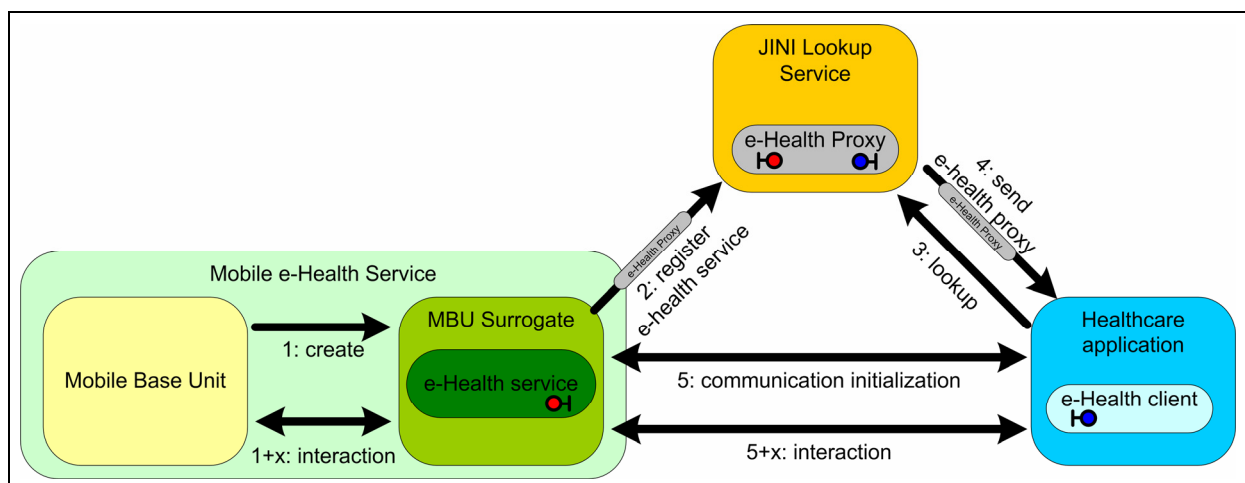 JINI Lookup
Service
e-Health Proxy
4: send
e-health proxy
e-Health Proxy
3: lookup
e-Health Proxy
2: register
e-health service
Mobile e-Health Service
Mobile Base Unit
1: create
1+x: interaction
MBU Surrogate
e-Health service
5: communication initialization
5+x: interaction
Healthcare
application
e-Health client